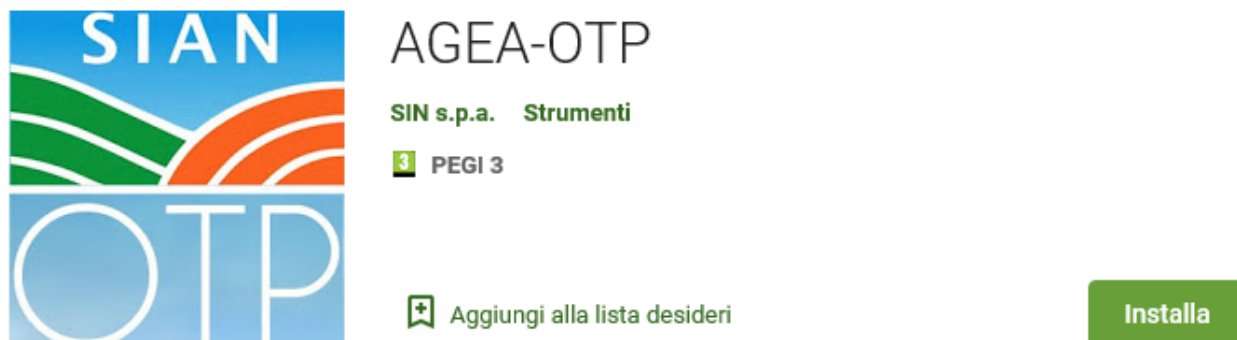 SIAN
OTP
AGEA-OTP
SIN s.p.a. Strumenti
3 PEGI 3
Aggiungi alla lista desideri
Installa